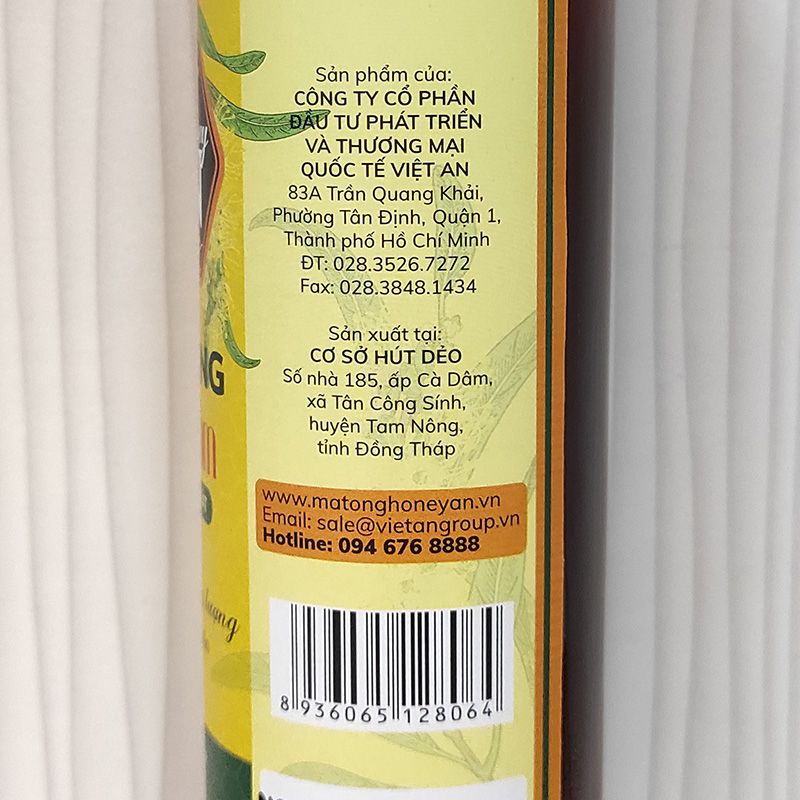 Sản phẩm của:
CÔNG TY CỔ PHẦN
ĐẦU TƯ PHÁT TRIỂN
VÀ THƯƠNG MẠI
QUỐC TẾ VIỆT AN
83A Trần Quang Khải,
Phường Tân Định, Quận 1,
Thành phố Hồ Chí Minh
ĐT: 028.3526.7272
Fax: 028.3848.1434
Sản xuất tại:
CƠ SỞ HÚT DẺO
Số nhà 185, ấp Cà Dâm,
xã Tân Công Sính,
huyện Tam Nông,
tỉnh Đồng Tháp
www.matonghoneyan.vn
Email: sale@vietangroup.vn
Hotline: 094 676 8888
8 936065 128064